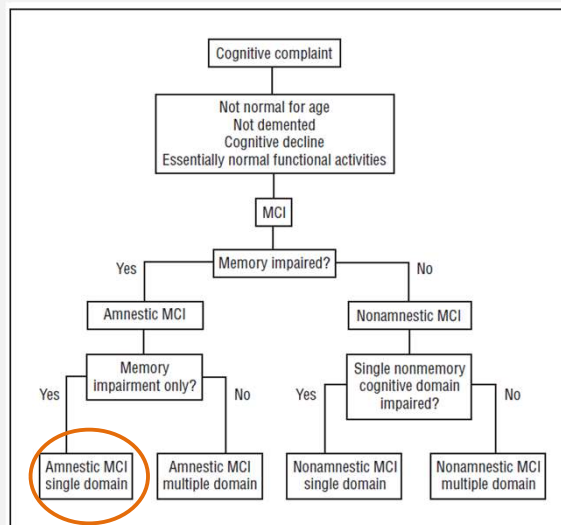 Cognitive complaint
Not normal for age
Not demented
Cognitive decline
Essentially normal functional activities
MCI
Memory impaired?
Yes
No
Amnestic MCI
Nonamnestic MCI
Memory
impairment only?
Yes
No
Single nonmemory
cognitive domain
impaired?
Yes
No
Amnestic MCI
single domain
Amnestic MCI
multiple domain
Nonamnestic MCI
single domain
Nonamnestic MCI
multiple domain